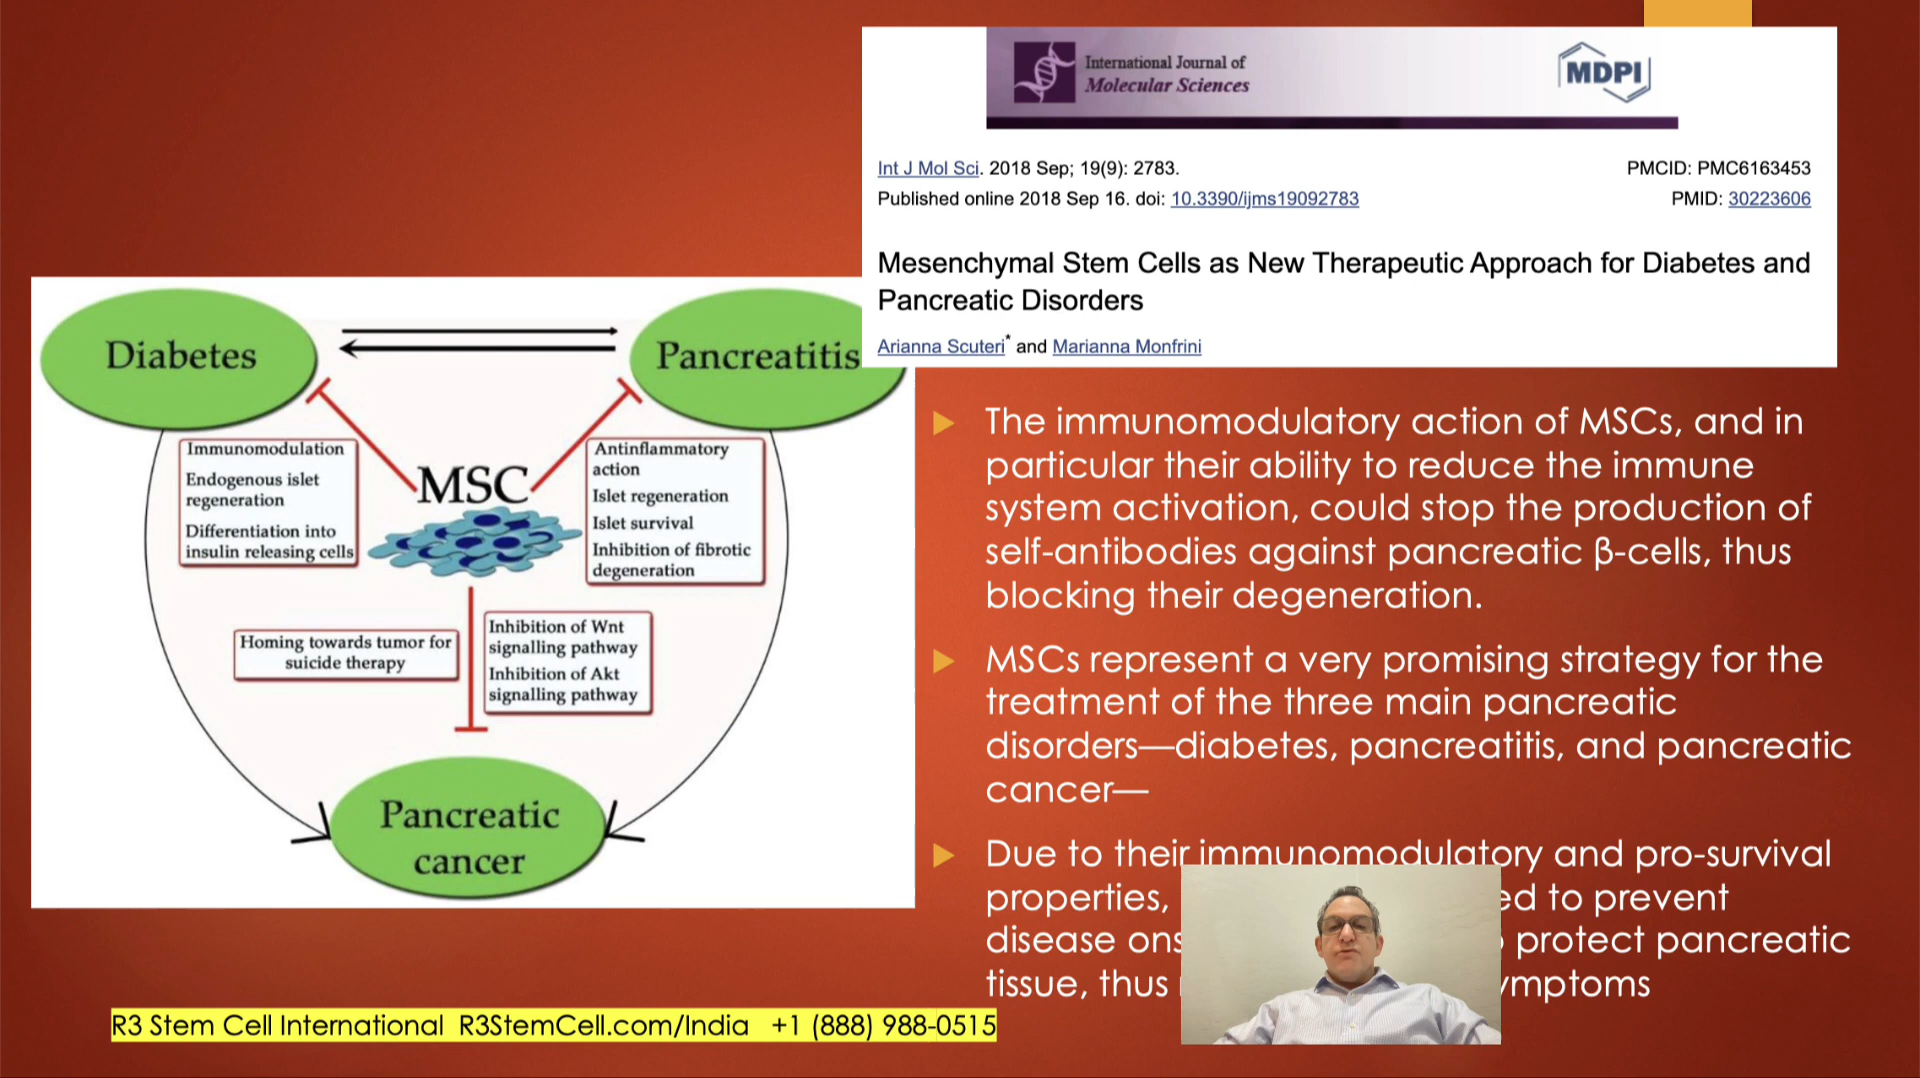 International Journal of
Molecular Sciences
MDPI
Int J Mol Sci. 2018 Sep; 19(9): 2783.
PMCID: PMC6163453
Published online 2018 Sep 16. doi: 10.3390/ijms19092783
PMID: 30223606
Mesenchymal Stem Cells as New Therapeutic Approach for Diabetes and
Pancreatic Disorders
Arianna Scuteri* and Marianna Monfrini
Diabetes
Pancreatitis
Immunomodulation
Endogenous islet
regeneration
Differentiation into
insulin releasing cells
MSC
Antinflammatory
action
Islet regeneration
Islet survival
Inhibition of fibrotic
degeneration
Homing towards tumor for
suicide therapy
Inhibition of Wnt
signalling pathway
Inhibition of Akt
signalling pathway
Pancreatic
cancer
The immunomodulatory action of MSCs, and in
particular their ability to reduce the immune
system activation, could stop the production of
self-antibodies against pancreatic β-cells, thus
blocking their degeneration.
MSCs represent a very promising strategy for the
treatment of the three main pancreatic
disorders—diabetes, pancreatitis, and pancreatic
cancer—
Due to their immunomodulatory and pro-survival
properties, to prevent
disease protect pancreatic
tissue, thus
R3 Stem Cell International R3StemCell.com/India +1 (888) 988-0515